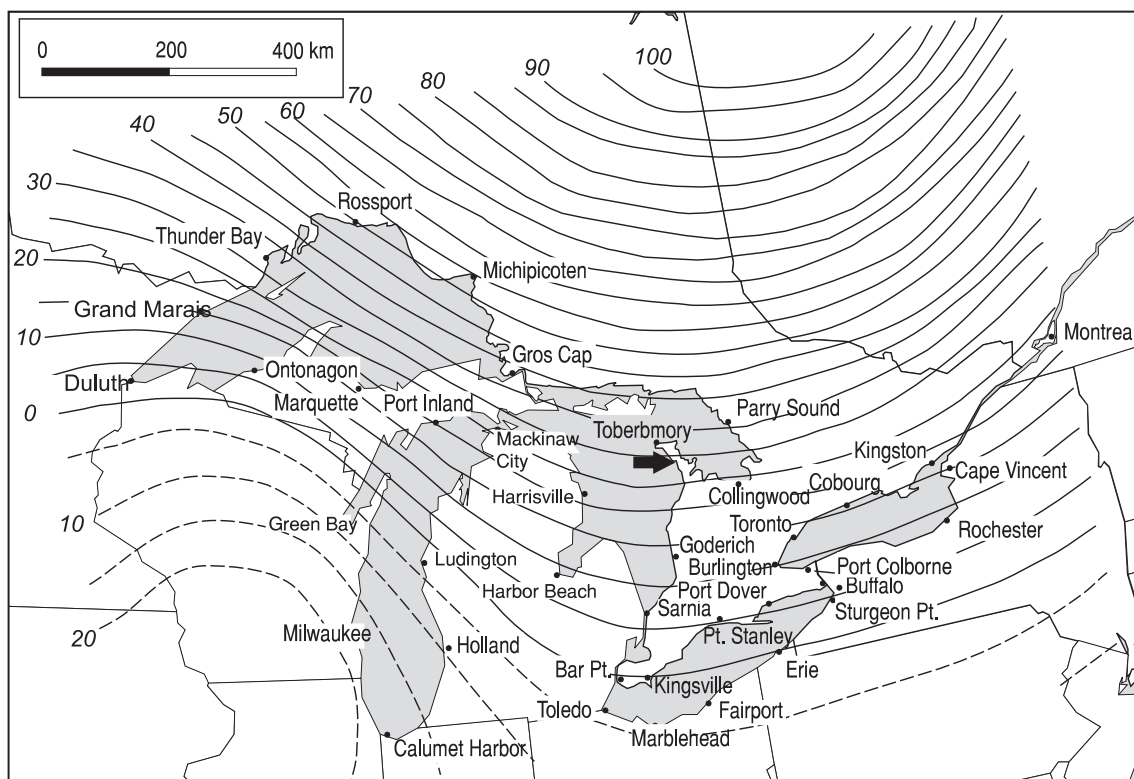 0 200 400 km
100
90
80
70
60
50
40
30
20
10
0
10
20
Rossport
Thunder Bay
Michipicoten
Grand Marais
Montrea
Gros Cap
Duluth
Ontonagon
Marquette
Port Inland
Parry Sound
Toberbmory
Mackinaw
City
Kingston
Cape Vincent
Cobourg
Harrisville
Collingwood
Green Bay
Toronto
Rochester
Goderich
Ludington
Burlington
Port Colborne
Harbor Beach
Port Dover
Buffalo
Sarnia
Sturgeon Pt.
Milwaukee
Pt. Stanley
Holland
Bar Pt.
Erie
Kingsville
Toledo
Fairport
Marblehead
Calumet Harbor